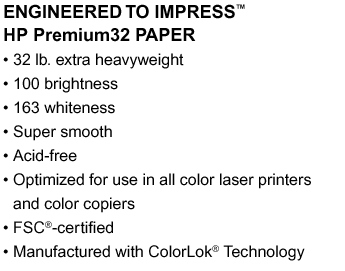 ENGINEERED TO IMPRESS™
HP Premium32 PAPER
• 32 lb. extra heavyweight
• 100 brightness
• 163 whiteness
• Super smooth
• Acid-free
• Optimized for use in all color laser printers
and color copiers
• FSC®-certified
• Manufactured with ColorLok® Technology